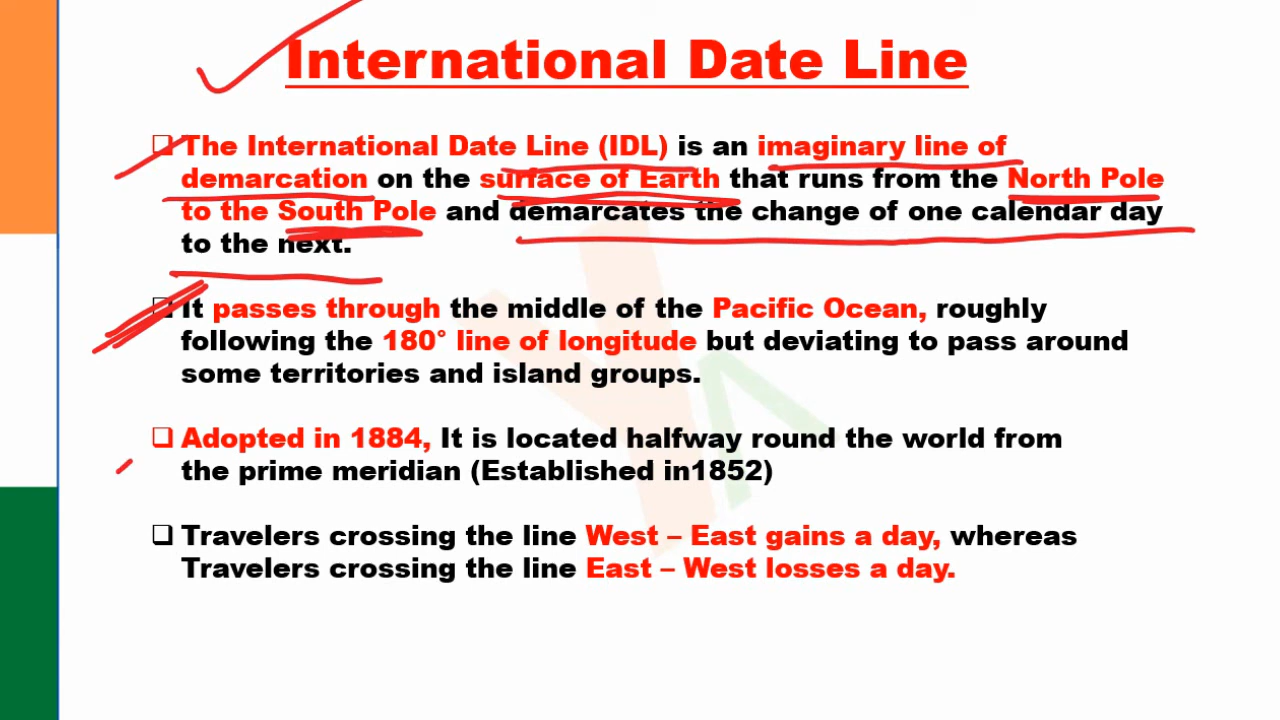 International Date Line
❑ The International Date Line (IDL) is an imaginary line of
demarcation on the surface of Earth that runs from the North Pole
to the South Pole and demarcates the change of one calendar day
to the next.
❑ It passes through the middle of the Pacific Ocean, roughly
following the 180° line of longitude but deviating to pass around
some territories and island groups.
❑ Adopted in 1884, It is located halfway round the world from
the prime meridian (Established in1852)
❑ Travelers crossing the line West – East gains a day, whereas
Travelers crossing the line East – West losses a day.